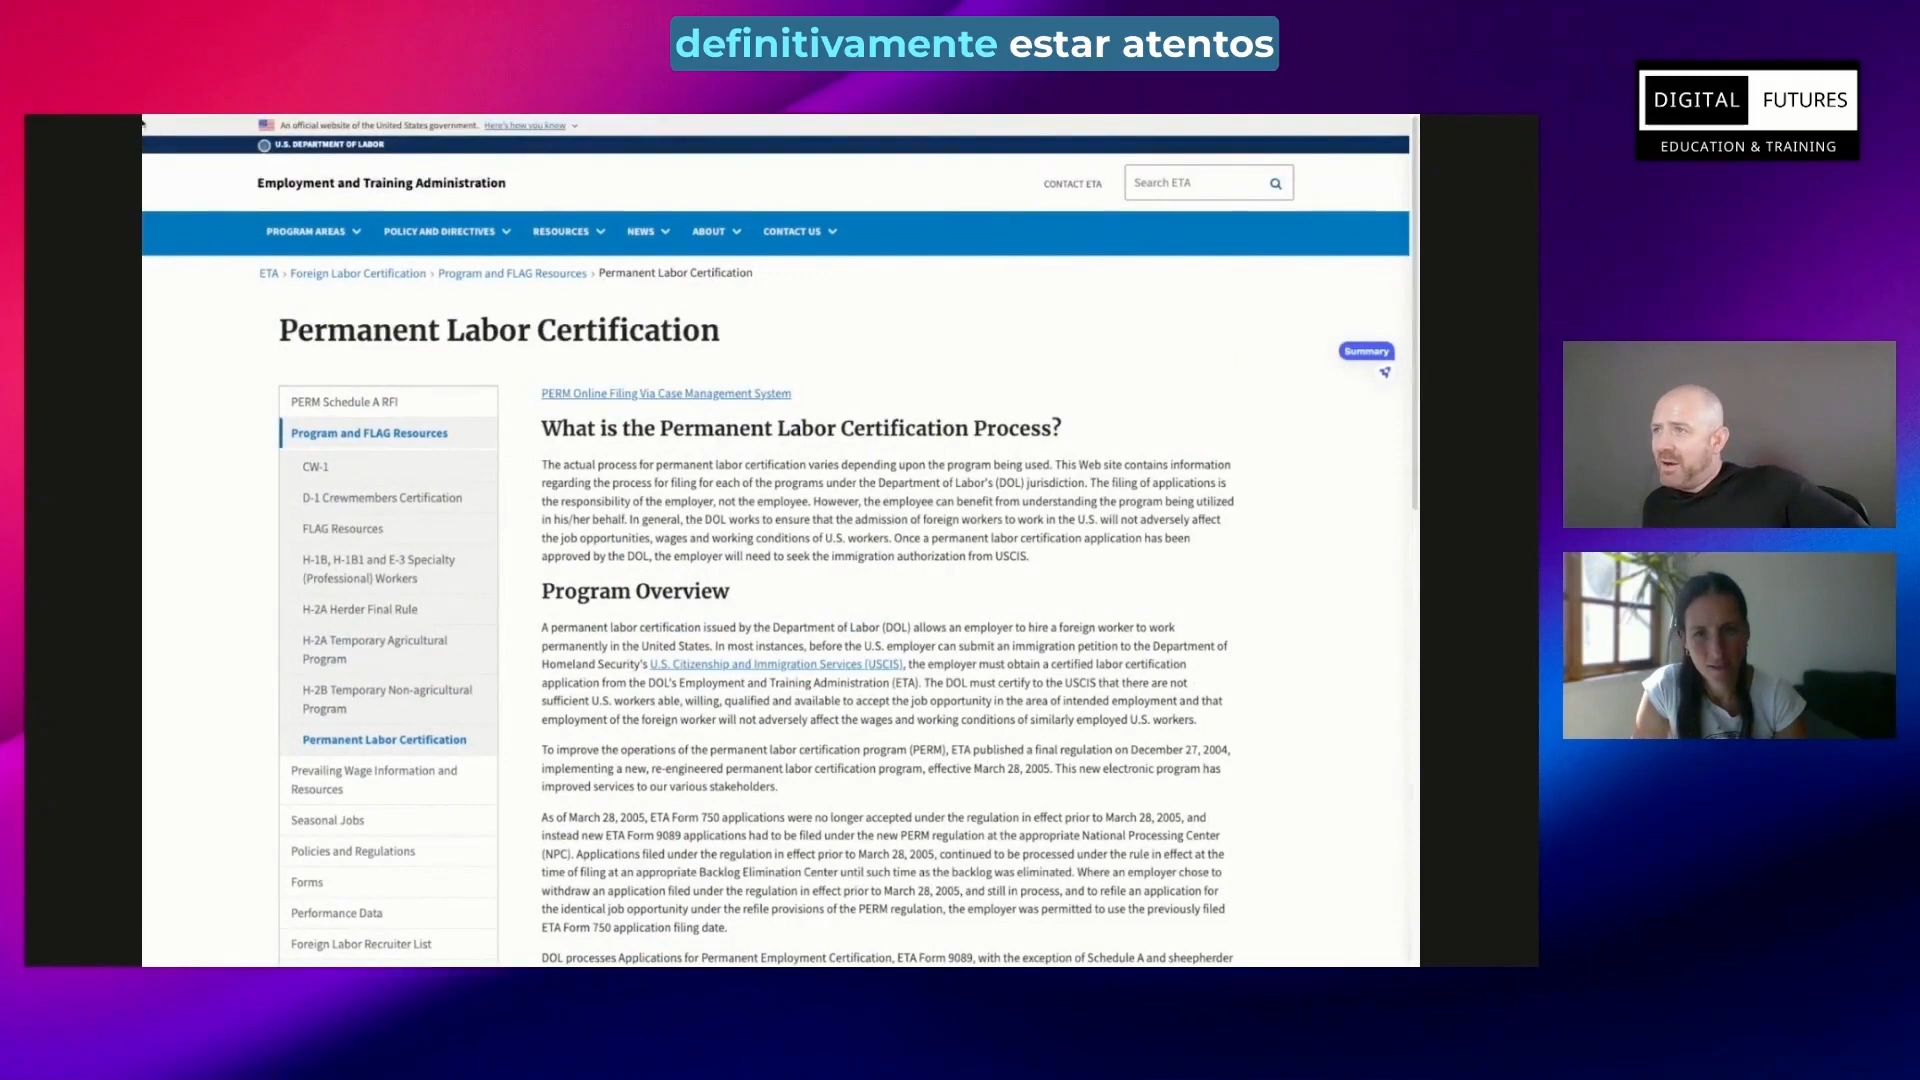 definitivamente estar atentos
DIGITAL FUTURES
EDUCATION & TRAINING
An official website of the United States government. Here's how you know
U.S. DEPARTMENT OF LABOR
Employment and Training Administration
CONTACT ETA
Search ETA
PROGRAM AREAS POLICY AND DIRECTIVES RESOURCES NEWS ABOUT CONTACT US
ETA › Foreign Labor Certification › Program and FLAG Resources › Permanent Labor Certification
Permanent Labor Certification
Summary
PERM Schedule A RFI
Program and FLAG Resources
CW-1
D-1 Crewmembers Certification
FLAG Resources
H-1B, H-1B1 and E-3 Specialty
(Professional) Workers
H-2A Herder Final Rule
H-2A Temporary Agricultural
Program
H-2B Temporary Non-agricultural
Program
Permanent Labor Certification
Prevailing Wage Information and
Resources
Seasonal Jobs
Policies and Regulations
Forms
Performance Data
Foreign Labor Recruiter List
PERM Online Filing Via Case Management System
What is the Permanent Labor Certification Process?
The actual process for permanent labor certification varies depending upon the program being used. This Web site contains information
regarding the process for filing for each of the programs under the Department of Labor's (DOL) jurisdiction. The filing of applications is
the responsibility of the employer, not the employee. However, the employee can benefit from understanding the program being utilized
in his/her behalf. In general, the DOL works to ensure that the admission of foreign workers to work in the U.S. will not adversely affect
the job opportunities, wages and working conditions of U.S. workers. Once a permanent labor certification application has been
approved by the DOL, the employer will need to seek the immigration authorization from USCIS.
Program Overview
A permanent labor certification issued by the Department of Labor (DOL) allows an employer to hire a foreign worker to work
permanently in the United States. In most instances, before the U.S. employer can submit an immigration petition to the Department of
Homeland Security's U.S. Citizenship and Immigration Services (USCIS), the employer must obtain a certified labor certification
application from the DOL's Employment and Training Administration (ETA). The DOL must certify to the USCIS that there are not
sufficient U.S. workers able, willing, qualified and available to accept the job opportunity in the area of intended employment and that
employment of the foreign worker will not adversely affect the wages and working conditions of similarly employed U.S. workers.
To improve the operations of the permanent labor certification program (PERM), ETA published a final regulation on December 27, 2004,
implementing a new, re-engineered permanent labor certification program, effective March 28, 2005. This new electronic program has
improved services to our various stakeholders.
As of March 28, 2005, ETA Form 750 applications were no longer accepted under the regulation in effect prior to March 28, 2005, and
instead new ETA Form 9089 applications had to be filed under the new PERM regulation at the appropriate National Processing Center
(NPC). Applications filed under the regulation in effect prior to March 28, 2005, continued to be processed under the rule in effect at the
time of filing at an appropriate Backlog Elimination Center until such time as the backlog was eliminated. Where an employer chose to
withdraw an application filed under the regulation in effect prior to March 28, 2005, and still in process, and to refile an application for
the identical job opportunity under the refile provisions of the PERM regulation, the employer was permitted to use the previously filed
ETA Form 750 application filing date.
DOL processes Applications for Permanent Employment Certification, ETA Form 9089, with the exception of Schedule A and sheepherder